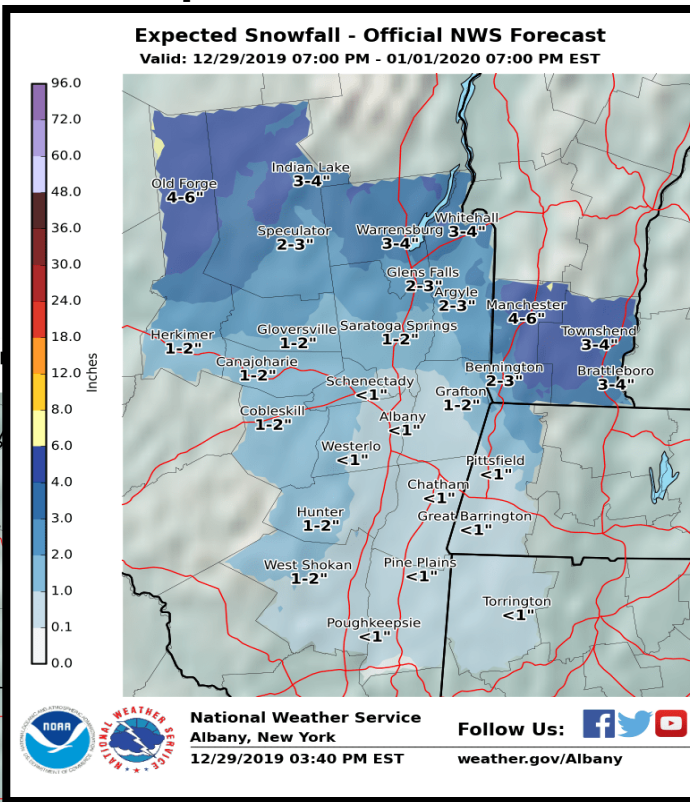 Expected Snowfall - Official NWS Forecast
Valid: 12/29/2019 07:00 PM - 01/01/2020 07:00 PM EST
96.0
72.0
60.0
48.0
36.0
30.0
24.0
18.0
12.0
8.0
6.0
4.0
3.0
2.0
1.0
0.1
0.0
Inches
Indian Lake
3-4"
Old Forge
4-6"
Whitehall
3-4"
Speculator
2-3"
Warrensburg
3-4"
Glens Falls
2-3"
Argyle
2-3"
Manchester
4-6"
Townshend
3-4"
Herkimer
1-2"
Gloversville
1-2"
Saratoga Springs
1-2"
Canajoharie
1-2"
Schenectady
<1"
Bennington
2-3"
Brattleboro
3-4"
Grafton
1-2"
Cobleskill
1-2"
Albany
<1"
Westerlo
<1"
Pittsfield
<1"
Chatham
<1"
Hunter
1-2"
Great Barrington
<1"
West Shokan
1-2"
Pine Plains
<1"
Torrington
<1"
Poughkeepsie
<1"
NOAA
NATIONAL WEATHER SERVICE
National Weather Service
Albany, New York
12/29/2019 03:40 PM EST
Follow Us:
weather.gov/Albany